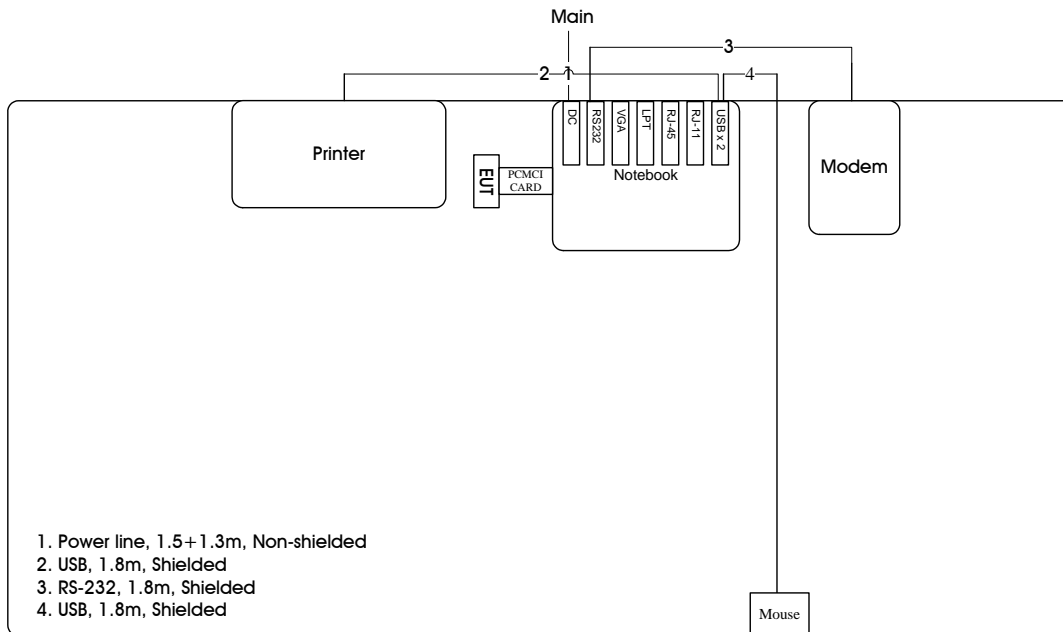 Main
3
2
1
4
Printer
DC
RS232
VGA
LPT
RJ-45
RJ-11
USB x 2
Notebook
EUT
PCMCI
CARD
Modem
1. Power line, 1.5+1.3m, Non-shielded
2. USB, 1.8m, Shielded
3. RS-232, 1.8m, Shielded
4. USB, 1.8m, Shielded
Mouse